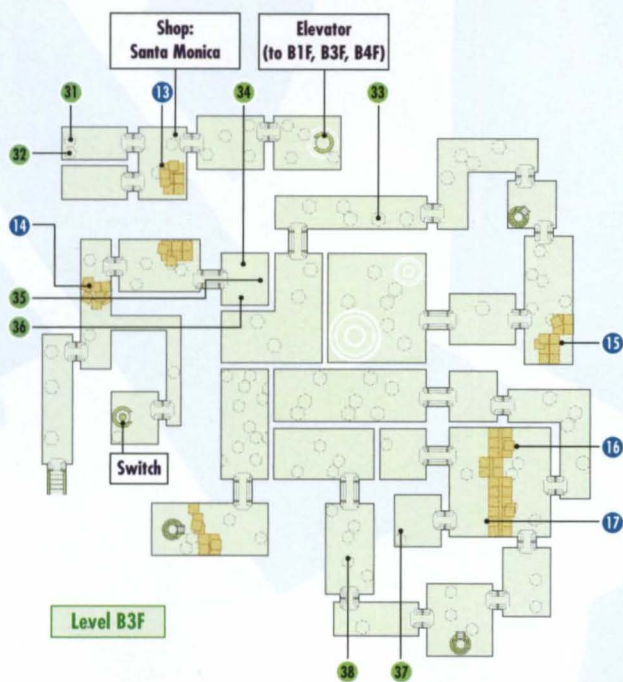 Shop:
Santa Monica
Elevator
(to B1F, B3F, B4F)
31
13
34
33
32
14
35
36
15
Switch
16
17
Level B3F
38
37